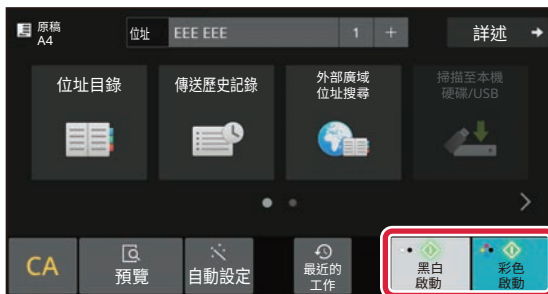 原稿
A4
位址 EEE EEE 1 +
詳述
位址目錄
傳送歷史記錄
外部廣域
位址搜尋
掃描至本機
硬碟/USB
CA
預覽
自動設定
最近的
工作
黑白
啟動
彩色
啟動